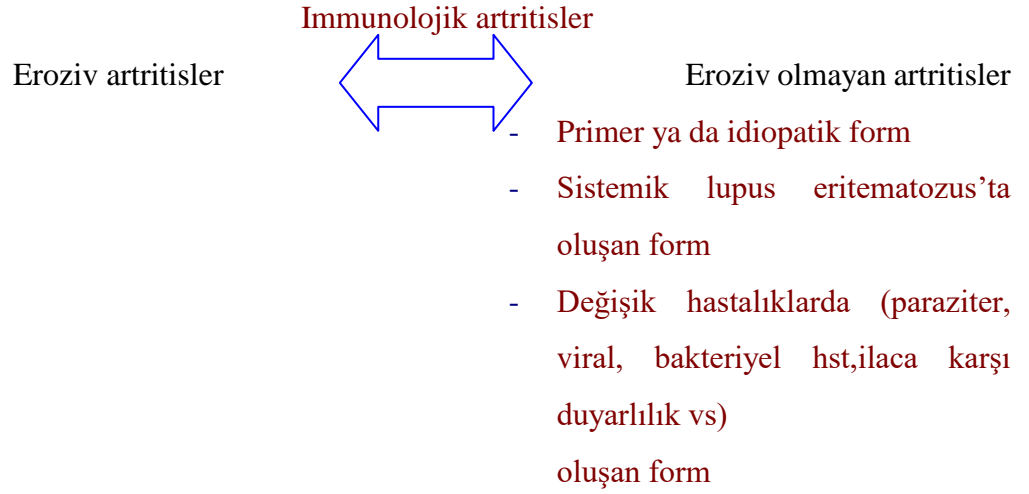 Immunolojik artritisler
Eroziv artritisler
Eroziv olmayan artritisler
- Primer ya da idiopatik form
- Sistemik lupus eritematozus’ta
oluşan form
- Değişik hastalıklarda (paraziter,
viral, bakteriyel hst,ilaca karşı
duyarlılık vs)
oluşan form